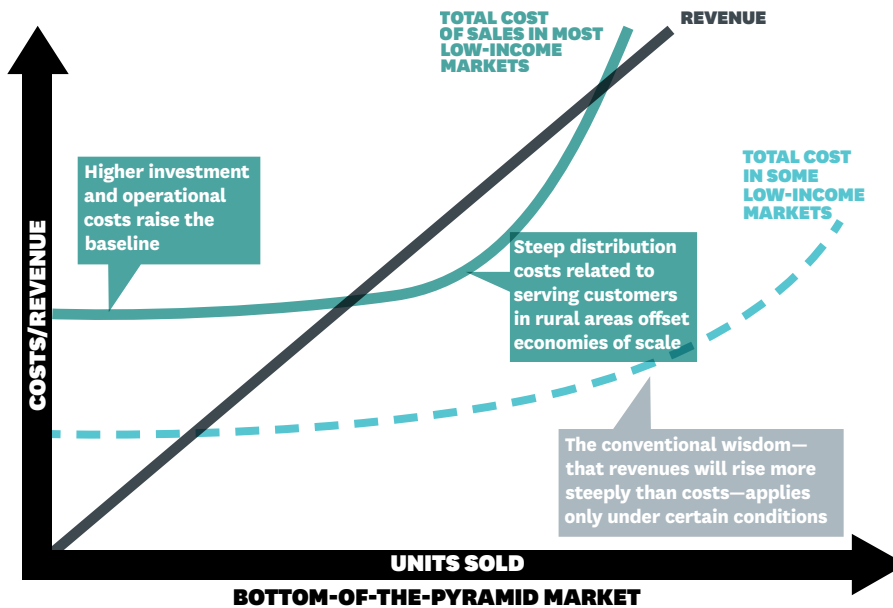 TOTAL COST
OF SALES IN MOST
LOW-INCOME
MARKETS
REVENUE
TOTAL COST
IN SOME
LOW-INCOME
MARKETS
Higher investment
and operational
costs raise the
baseline
Steep distribution
costs related to
serving customers
in rural areas offset
economies of scale
The conventional wisdom—
that revenues will rise more
steeply than costs—applies
only under certain conditions
COSTS/REVENUE
UNITS SOLD
BOTTOM-OF-THE-PYRAMID MARKET